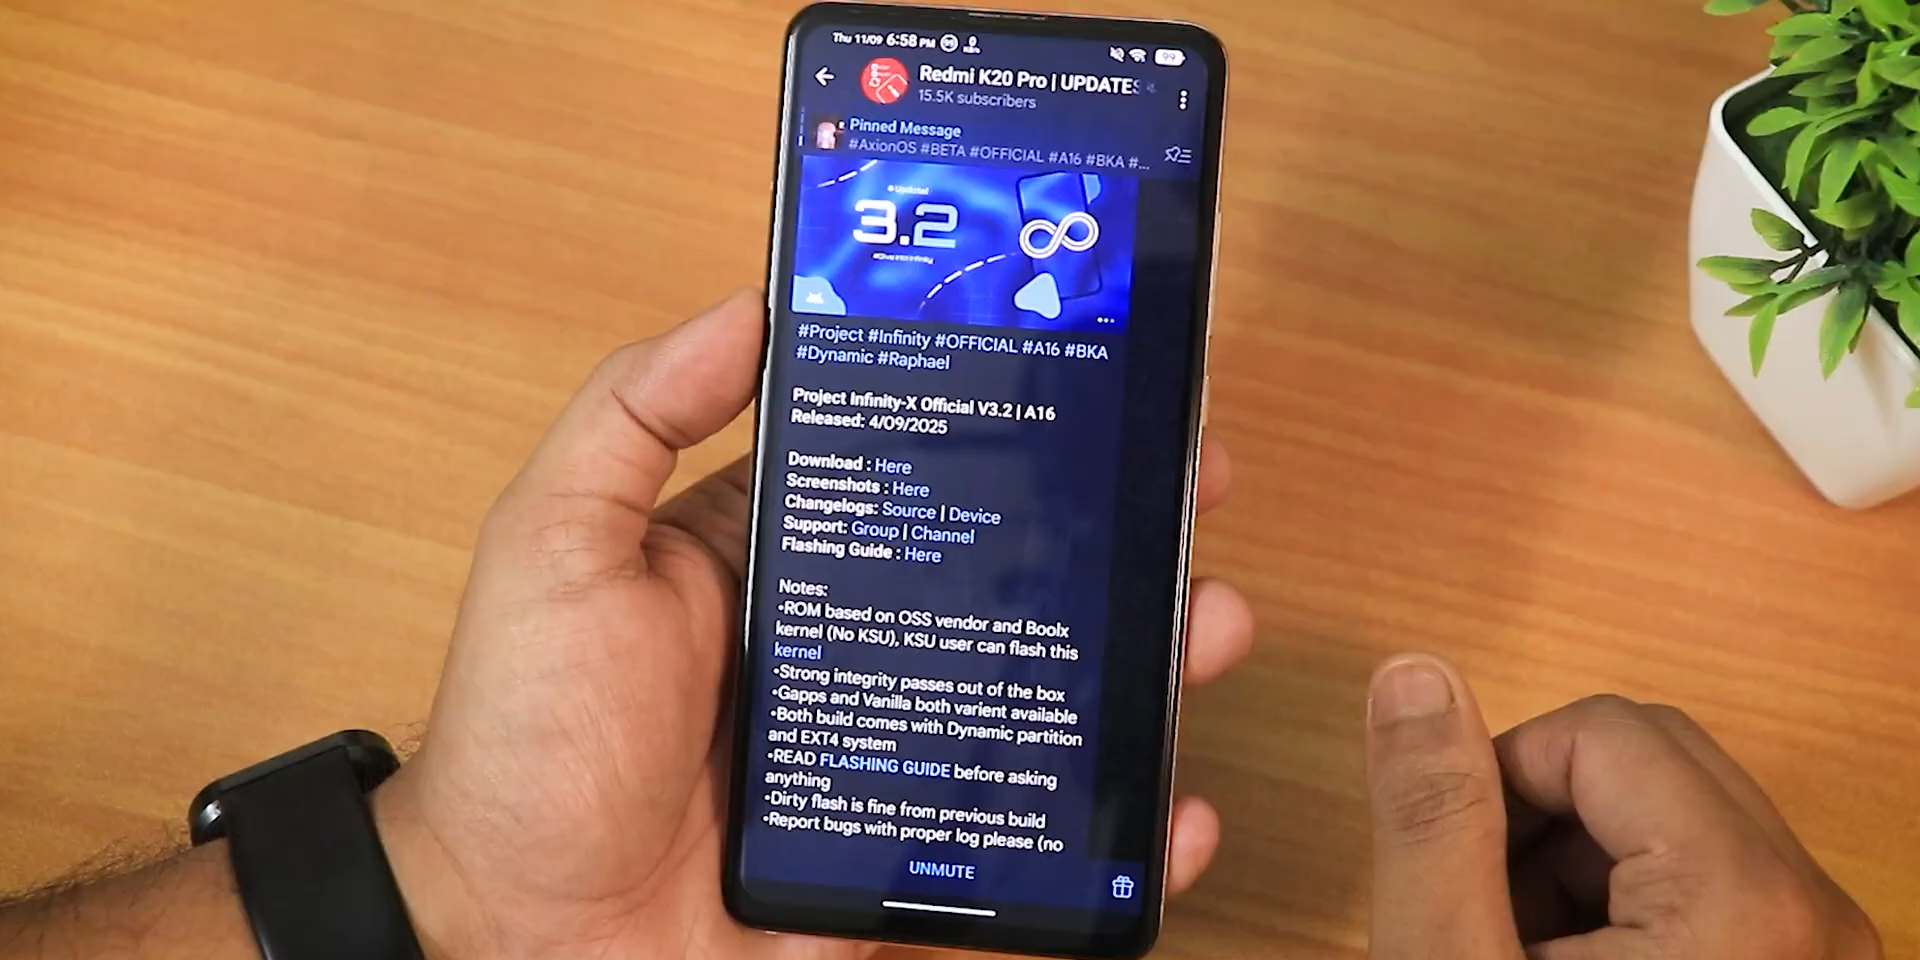 Thu 11/09 6:58 PM
99
Redmi K20 Pro | UPDATES
15.5K subscribers
Pinned Message
#AxionOS #BETA #OFFICIAL #A16 #BKA #...
3.2
#Project #Infinity #OFFICIAL #A16 #BKA
#Dynamic #Raphael
Project Infinity-X Official V3.2 | A16
Released: 4/09/2025
Download : Here
Screenshots : Here
Changelogs: Source | Device
Support: Group | Channel
Flashing Guide : Here
Notes:
•ROM based on OSS vendor and Boolx
kernel (No KSU), KSU user can flash this
kernel
•Strong integrity passes out of the box
•Gapps and Vanilla both varient available
•Both build comes with Dynamic partition
and EXT4 system
•READ FLASHING GUIDE before asking
anything
•Dirty flash is fine from previous build
•Report bugs with proper log please (no
UNMUTE